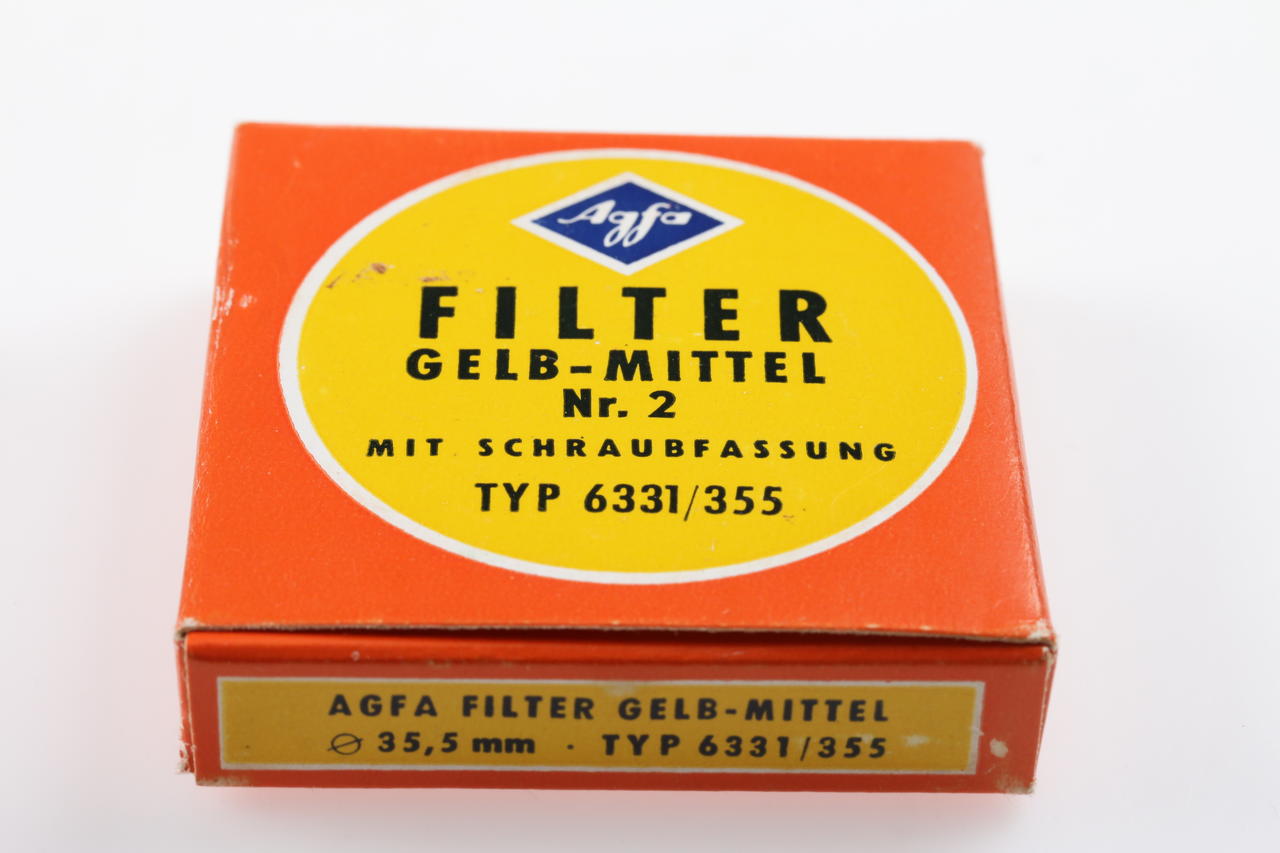 Agfa
FILTER
GELB-MITTEL
Nr. 2
MIT SCHRAUBFASSUNG
TYP 6331/355
AGFA FILTER GELB-MITTEL
⌀ 35,5 mm · TYP 6331/355